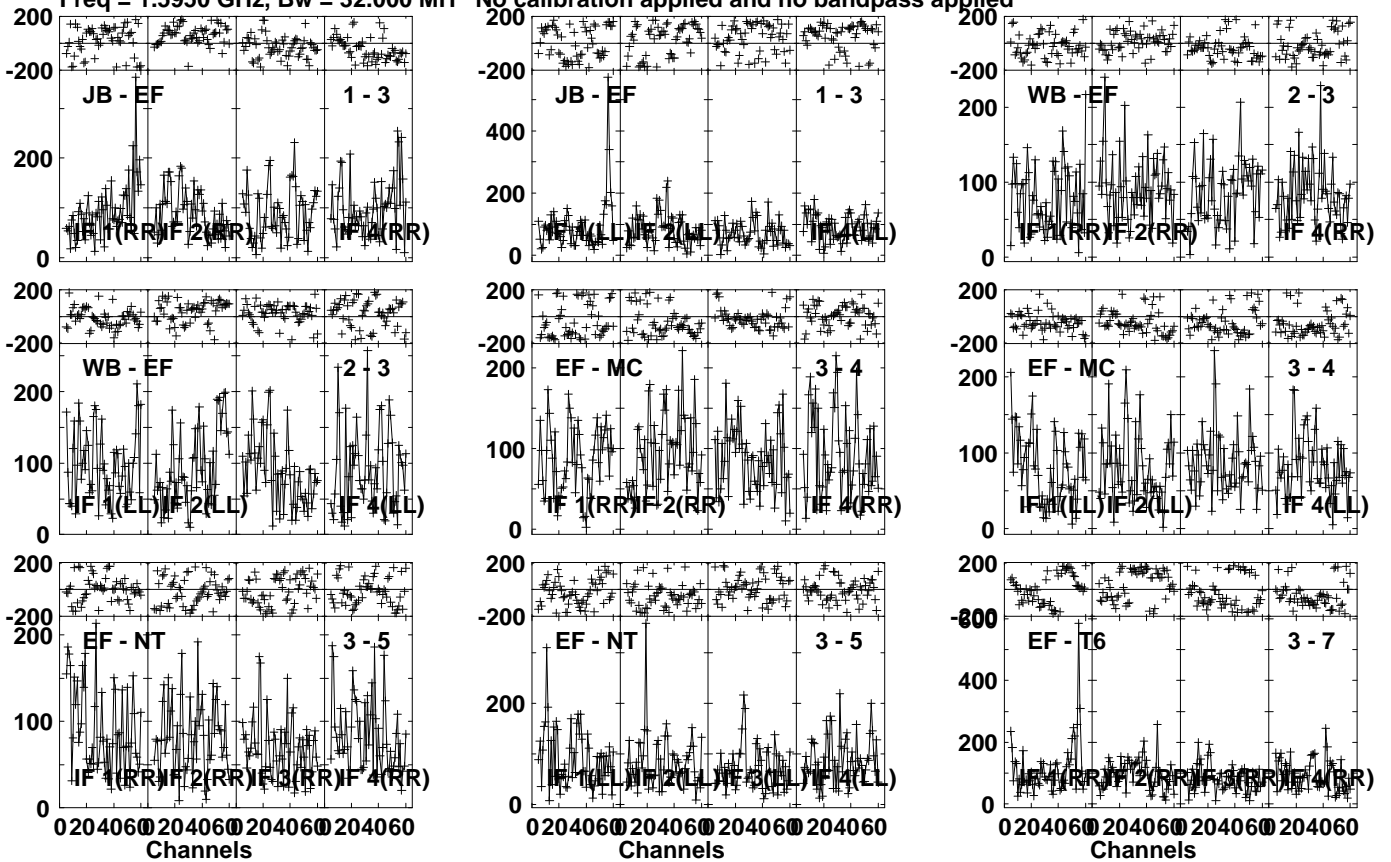 Freq = 1.5950 GHz, Bw = 32.000 MH No calibration applied and no bandpass applied
200 200 200
-200 -200 -200
JB - EF 1 - 3 JB - EF 1 - 3 WB - EF 2 - 3
200
0
IF 1(RR) IF 2(RR) IF 4(RR)
400
200
0
IF 1(LL) IF 2(LL) IF 4(LL)
200
100
0
IF 1(RR) IF 2(RR) IF 4(RR)
200 200 200
-200 -200 -200
WB - EF 2 - 3 EF - MC 3 - 4 EF - MC 3 - 4
200
100
0
IF 1(LL) IF 2(LL) IF 4(LL)
200
100
0
IF 1(RR) IF 2(RR) IF 4(RR)
200
100
0
IF 1(LL) IF 2(LL) IF 4(LL)
200 200 200
-200 -200 -200
EF - NT 3 - 5 EF - NT 3 - 5 EF - T6 3 - 7
200
100
0
IF 1(RR) IF 2(RR) IF 3(RR) IF 4(RR)
200
0
IF 1(LL) IF 2(LL) IF 3(LL) IF 4(LL)
600
400
200
0
IF 1(RR) IF 2(RR) IF 3(RR) IF 4(RR)
0 20 40 60 0 20 40 60 0 20 40 60 0 20 40 60
0 20 40 60 0 20 40 60 0 20 40 60 0 20 40 60
0 20 40 60 0 20 40 60 0 20 40 60 0 20 40 60
Channels Channels Channels